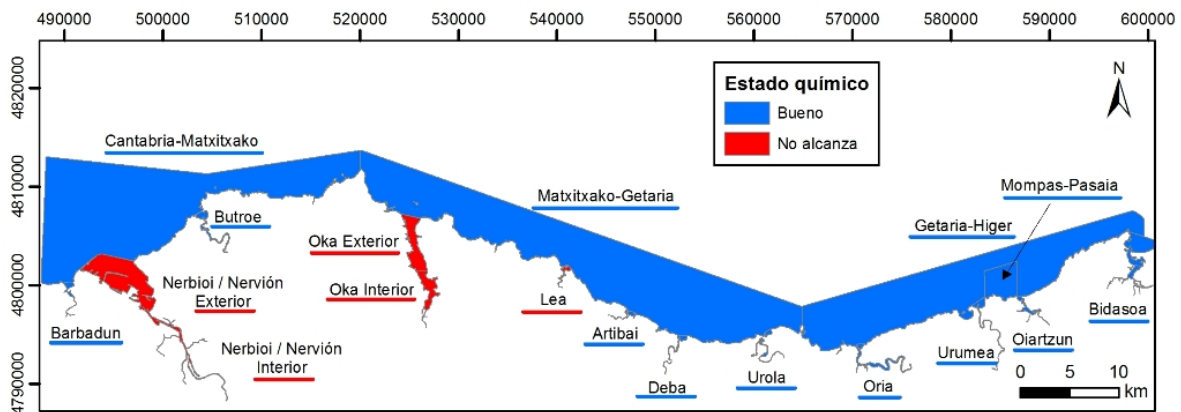 490000 500000 510000 520000 530000 540000 550000 560000 570000 580000 590000 600000
4820000
4810000
4800000
4790000
Estado químico
Bueno
No alcanza
N
Cantabria-Matxitxako
Matxitxako-Getaria
Mompas-Pasaia
Getaria-Higer
Butroe
Oka Exterior
Oka Interior
Nerbioi / Nervión
Exterior
Lea
Bidasoa
Barbadun
Artibai
Nerbioi / Nervión
Interior
Oiartzun
Urumea
Deba
Urola
Oria
0 5 10
km